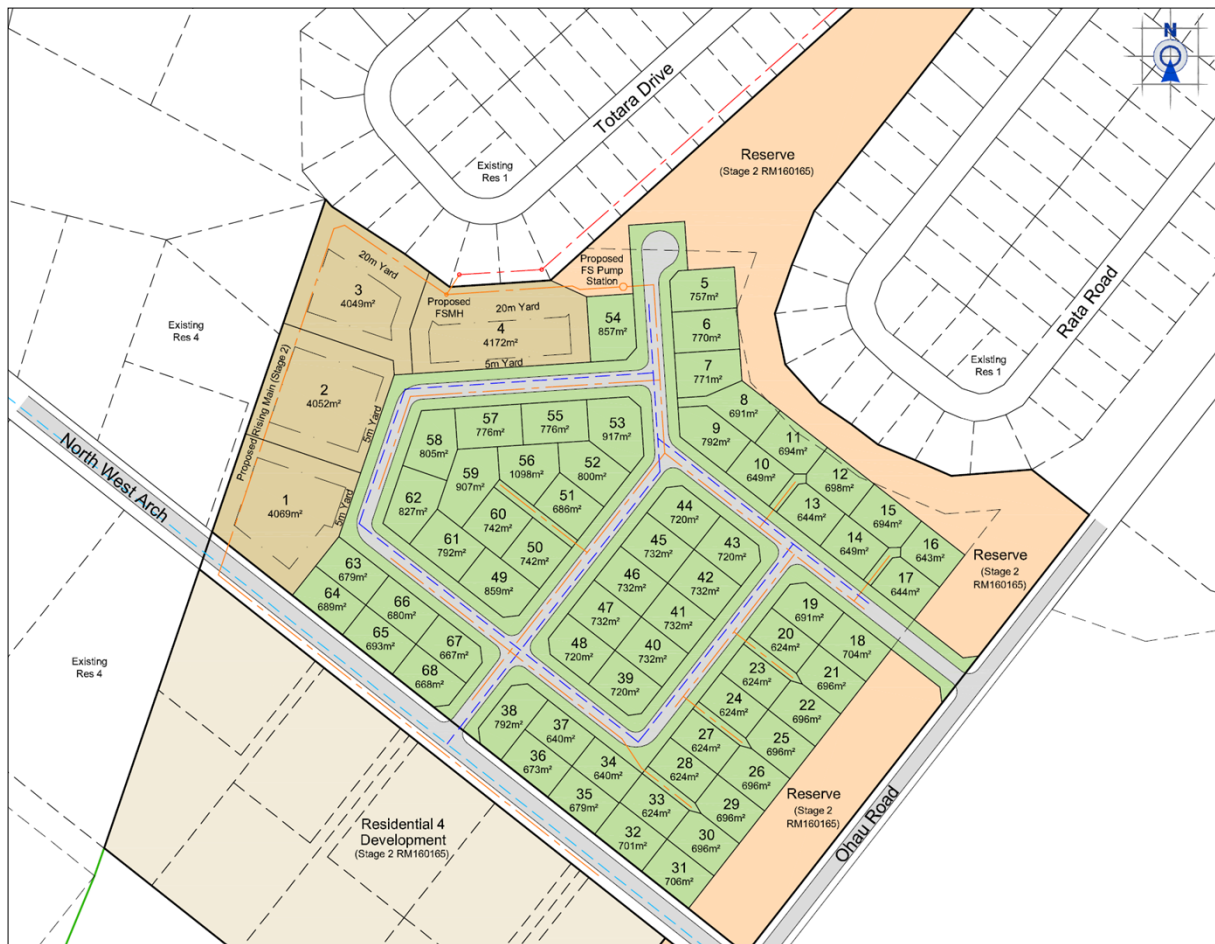 N
Totara Drive
Existing
Res 1
Reserve
(Stage 2 RM160165)
Rata Road
Existing
Res 1
20m Yard
Proposed
FS Pump
Station
3
4049m²
Proposed
FSMH
20m Yard
4
4172m²
5m Yard
54
857m²
5
757m²
6
770m²
7
771m²
Existing
Res 4
Proposed Rising Main (Stage 2)
2
4052m²
5m Yard
8
691m²
9
792m²
10
649m²
11
694m²
12
698m²
13
644m²
14
649m²
15
694m²
16
643m²
17
644m²
57
776m²
55
776m²
53
917m²
58
805m²
59
907m²
56
1098m²
52
800m²
51
686m²
62
827m²
60
742m²
61
792m²
50
742m²
49
859m²
North West Arch
1
4069m²
5m Yard
44
720m²
45
732m²
43
720m²
46
732m²
42
732m²
47
732m²
41
732m²
48
720m²
40
732m²
39
720m²
Reserve
(Stage 2
RM160165)
63
679m²
64
689m²
66
680m²
65
693m²
67
667m²
68
668m²
19
691m²
18
704m²
20
624m²
21
696m²
23
624m²
22
696m²
24
624m²
25
696m²
27
624m²
26
696m²
28
624m²
29
696m²
38
792m²
37
640m²
36
673m²
34
640m²
35
679m²
33
624m²
32
701m²
30
696m²
31
706m²
Existing
Res 4
Reserve
(Stage 2
RM160165)
Ohau Road
Residential 4
Development
(Stage 2 RM160165)